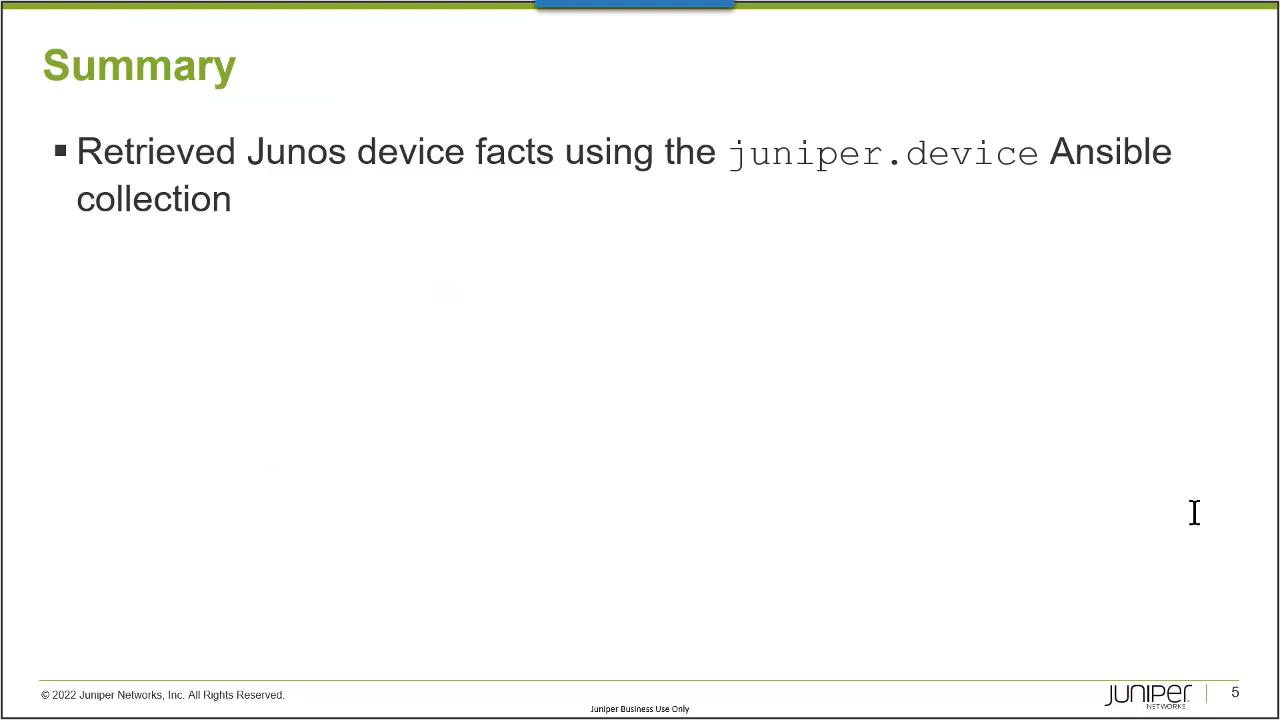 Summary
▪ Retrieved Junos device facts using the juniper.device Ansible
collection
© 2022 Juniper Networks, Inc. All Rights Reserved.
Juniper Business Use Only
JUNIPER
NETWORKS
5